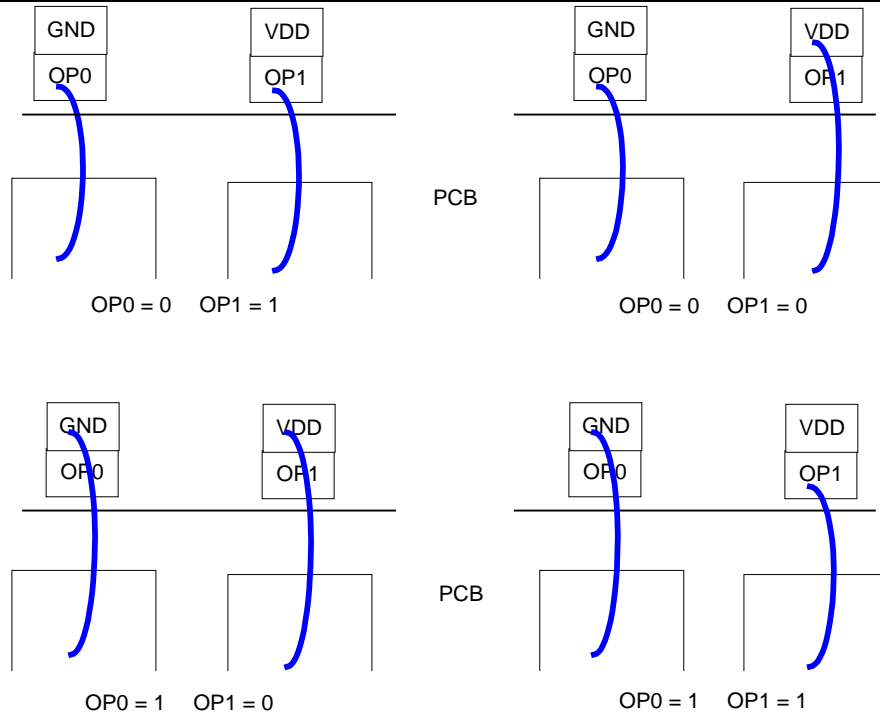 GND VDD GND VDD
OP0 OP1 OP0 OP1
PCB
OP0 = 0 OP1 = 1 OP0 = 0 OP1 = 0
GND VDD GND VDD
OP0 OP1 OP0 OP1
PCB
OP0 = 1 OP1 = 0 OP0 = 1 OP1 = 1